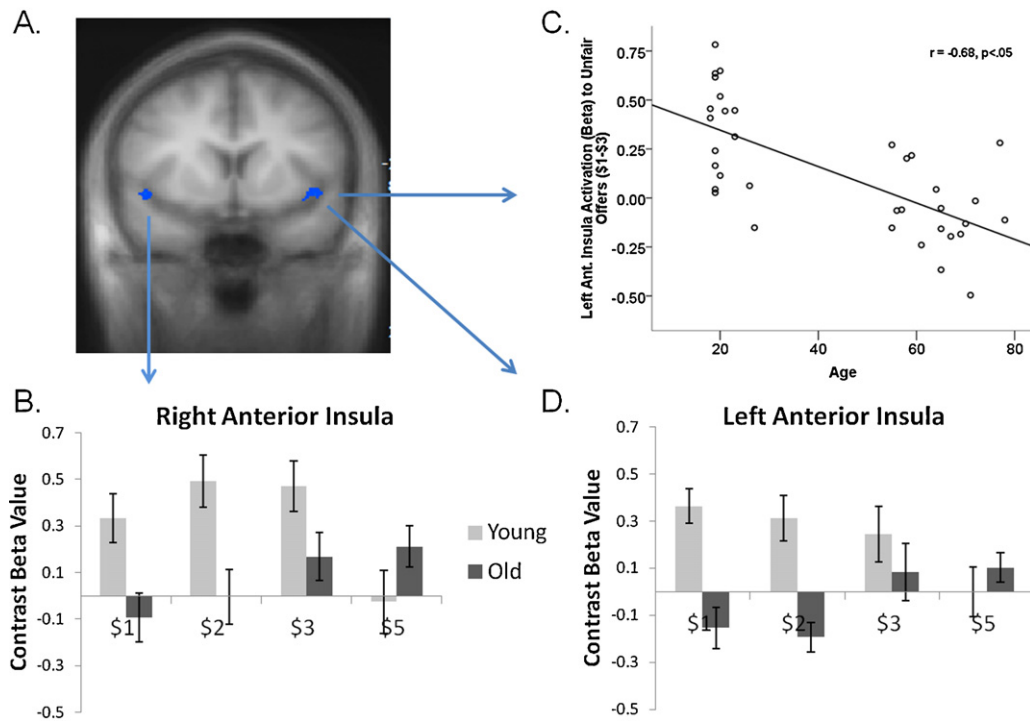 A.
C.
Left Ant. Insula Activation (Beta) to Unfair
Offers ($1-$3)
0.75
0.50
0.25
0.00
-0.25
-0.50
r = -0.68, p<.05
20
40
60
80
Age
B.
Right Anterior Insula
Contrast Beta Value
0.7
0.5
0.3
0.1
-0.1
-0.3
-0.5
$1
$2
$3
$5
Young
Old
D.
Left Anterior Insula
Contrast Beta Value
0.7
0.5
0.3
0.1
-0.1
-0.3
-0.5
$1
$2
$3
$5